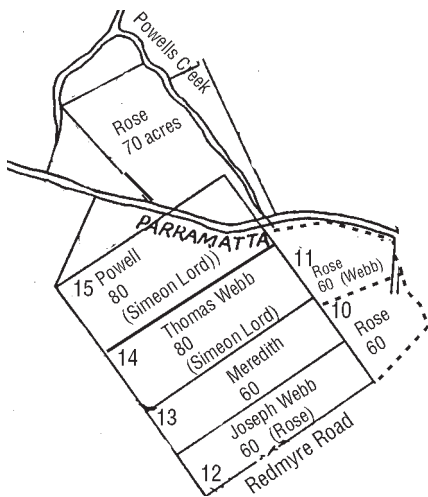 Powells Creek
Rose
70 acres
PARRAMATTA
15 Powell
80
(Simeon Lord))
11
Rose
60 (Webb)
Thomas Webb
80
(Simeon Lord)
14
10
Rose
60
Meredith
60
13
Joseph Webb
60 (Rose)
12
Redmyre Road